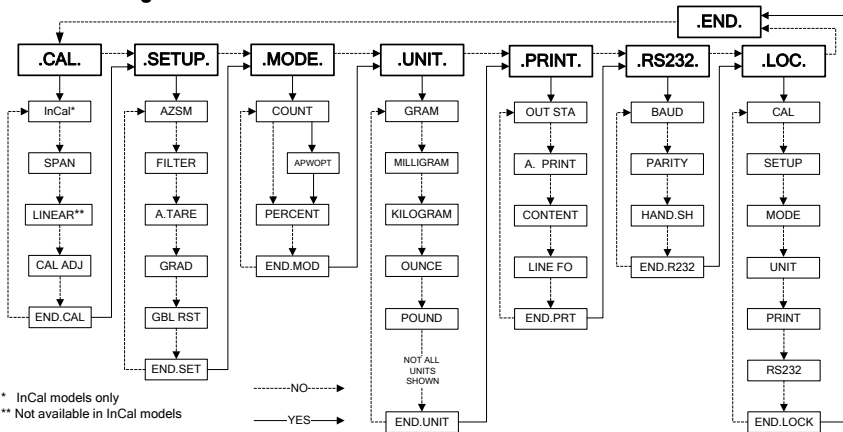 .END.
.CAL.
InCal*
SPAN
LINEAR**
CAL ADJ
END.CAL
.SETUP.
AZSM
FILTER
A.TARE
GRAD
GBL RST
END.SET
.MODE.
COUNT
APWOPT
PERCENT
END.MOD
.UNIT.
GRAM
MILLIGRAM
KILOGRAM
OUNCE
POUND
NOT ALL
UNITS
SHOWN
END.UNIT
.PRINT.
OUT STA
A. PRINT
CONTENT
LINE FO
END.PRT
.RS232.
BAUD
PARITY
HAND.SH
END.R232
.LOC.
CAL
SETUP
MODE
UNIT
PRINT
RS232
END.LOCK
* InCal models only
** Not available in InCal models
NO
YES